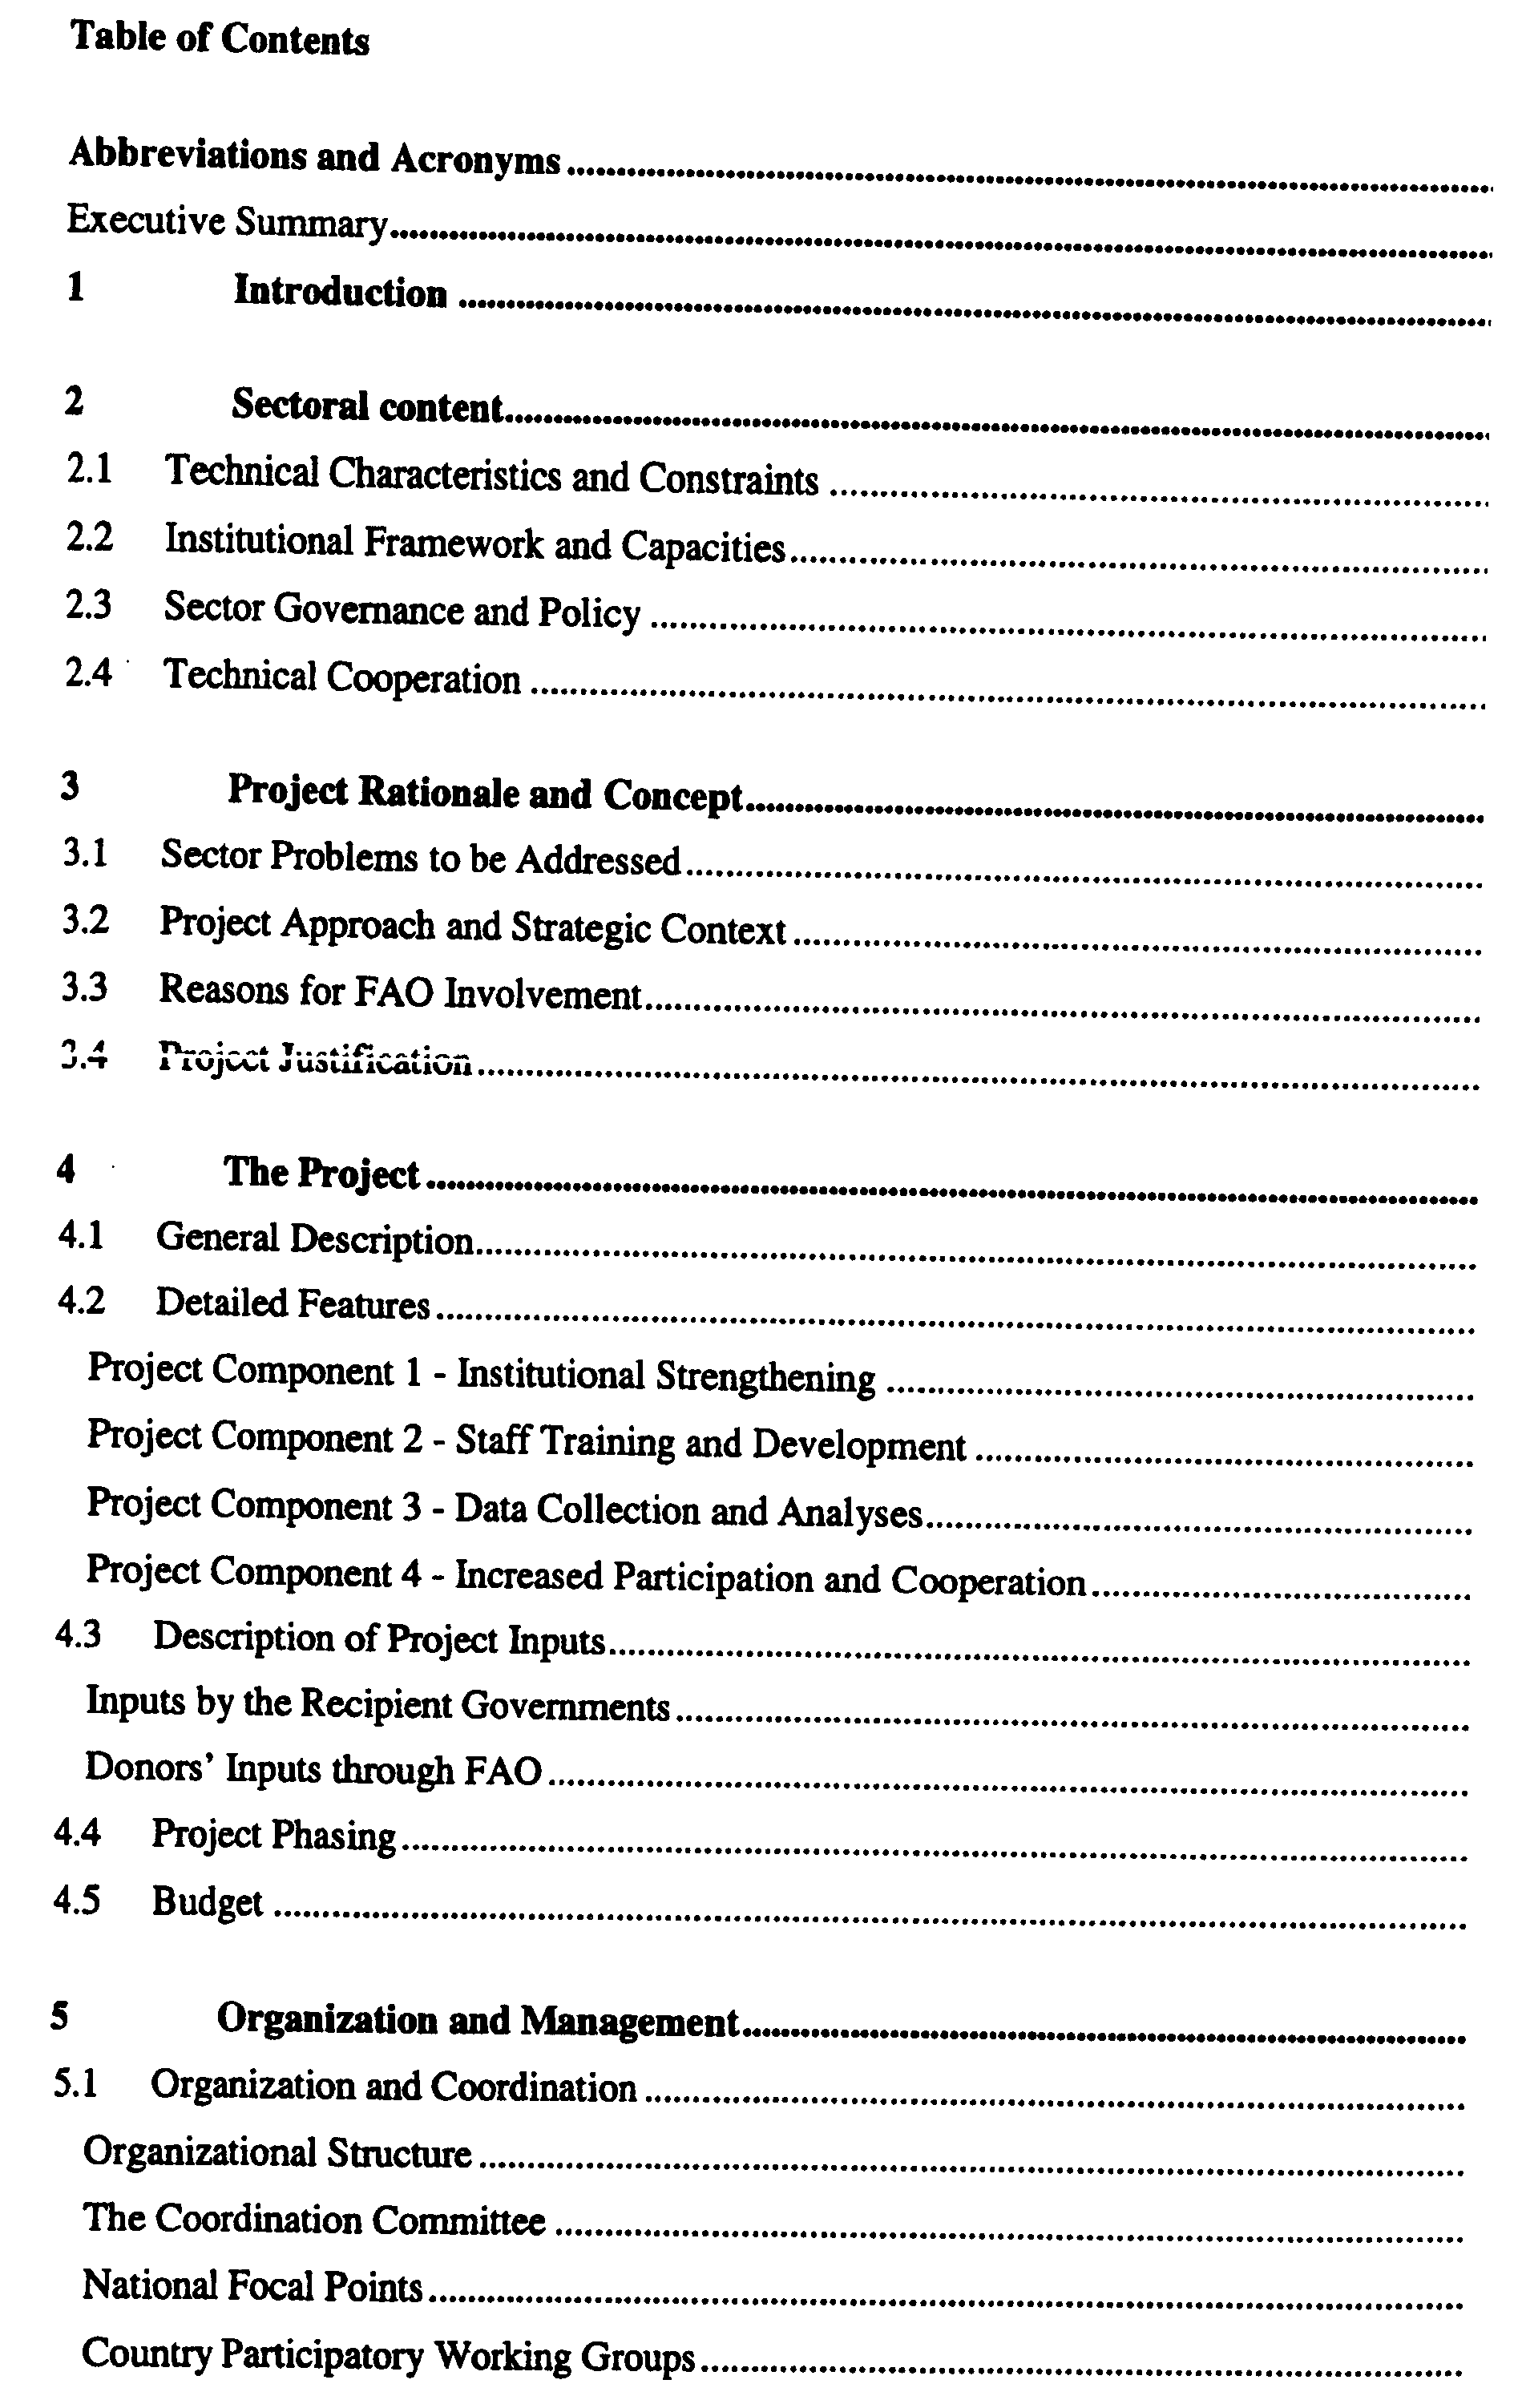 Table of Contents
Abbreviations and Acronyms
Executive Summary
1 Introduction
2 Sectoral content
2.1 Technical Characteristics and Constraints
2.2 Institutional Framework and Capacities
2.3 Sector Governance and Policy
2.4 Technical Cooperation
3 Project Rationale and Concept
3.1 Sector Problems to be Addressed
3.2 Project Approach and Strategic Context
3.3 Reasons for FAO Involvement
3.4 Project Justification
4 The Project
4.1 General Description
4.2 Detailed Features
Project Component 1 - Institutional Strengthening
Project Component 2 - Staff Training and Development
Project Component 3 - Data Collection and Analyses
Project Component 4 - Increased Participation and Cooperation
4.3 Description of Project Inputs
Inputs by the Recipient Governments
Donors' Inputs through FAO
4.4 Project Phasing
4.5 Budget
5 Organization and Management
5.1 Organization and Coordination
Organizational Structure
The Coordination Committee
National Focal Points
Country Participatory Working Groups